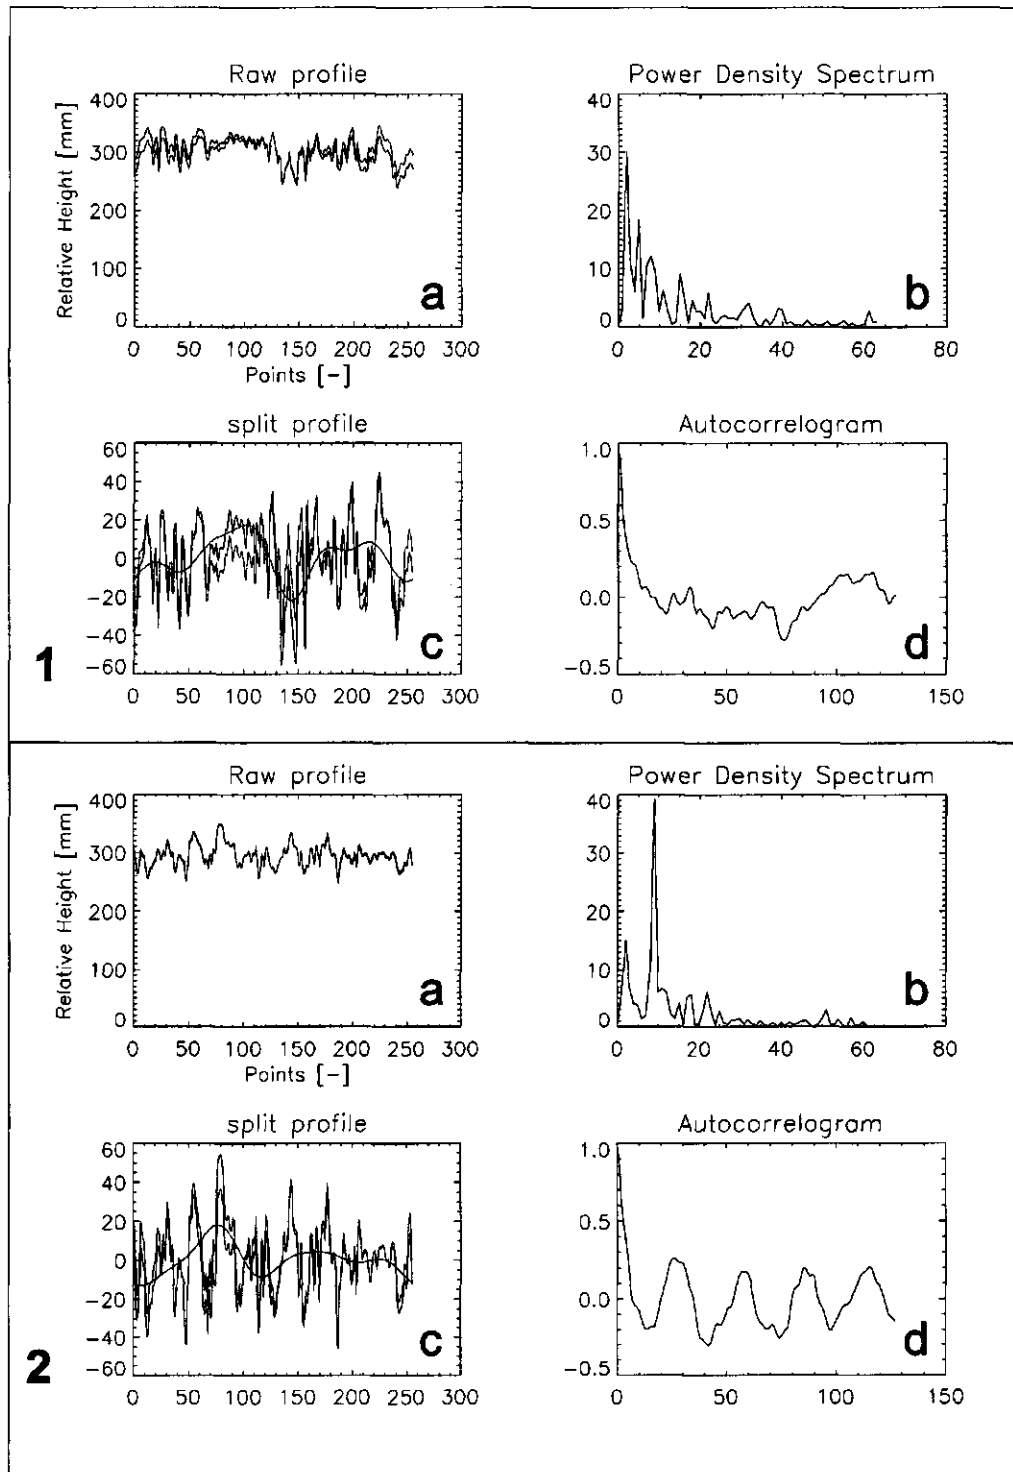 Raw profile
Relative Height [mm]
400
300
200
100
0
0 50 100 150 200 250 300
Points [-]
a
Power Density Spectrum
40
30
20
10
0
0 20 40 60 80
b
split profile
60
40
20
0
-20
-40
-60
0 50 100 150 200 250 300
c
Autocorrelogram
1.0
0.5
0.0
-0.5
0 50 100 150
d
1
Raw profile
Relative Height [mm]
400
300
200
100
0
0 50 100 150 200 250 300
Points [-]
a
Power Density Spectrum
40
30
20
10
0
0 20 40 60 80
b
split profile
60
40
20
0
-20
-40
-60
0 50 100 150 200 250 300
c
Autocorrelogram
1.0
0.5
0.0
-0.5
0 50 100 150
d
2